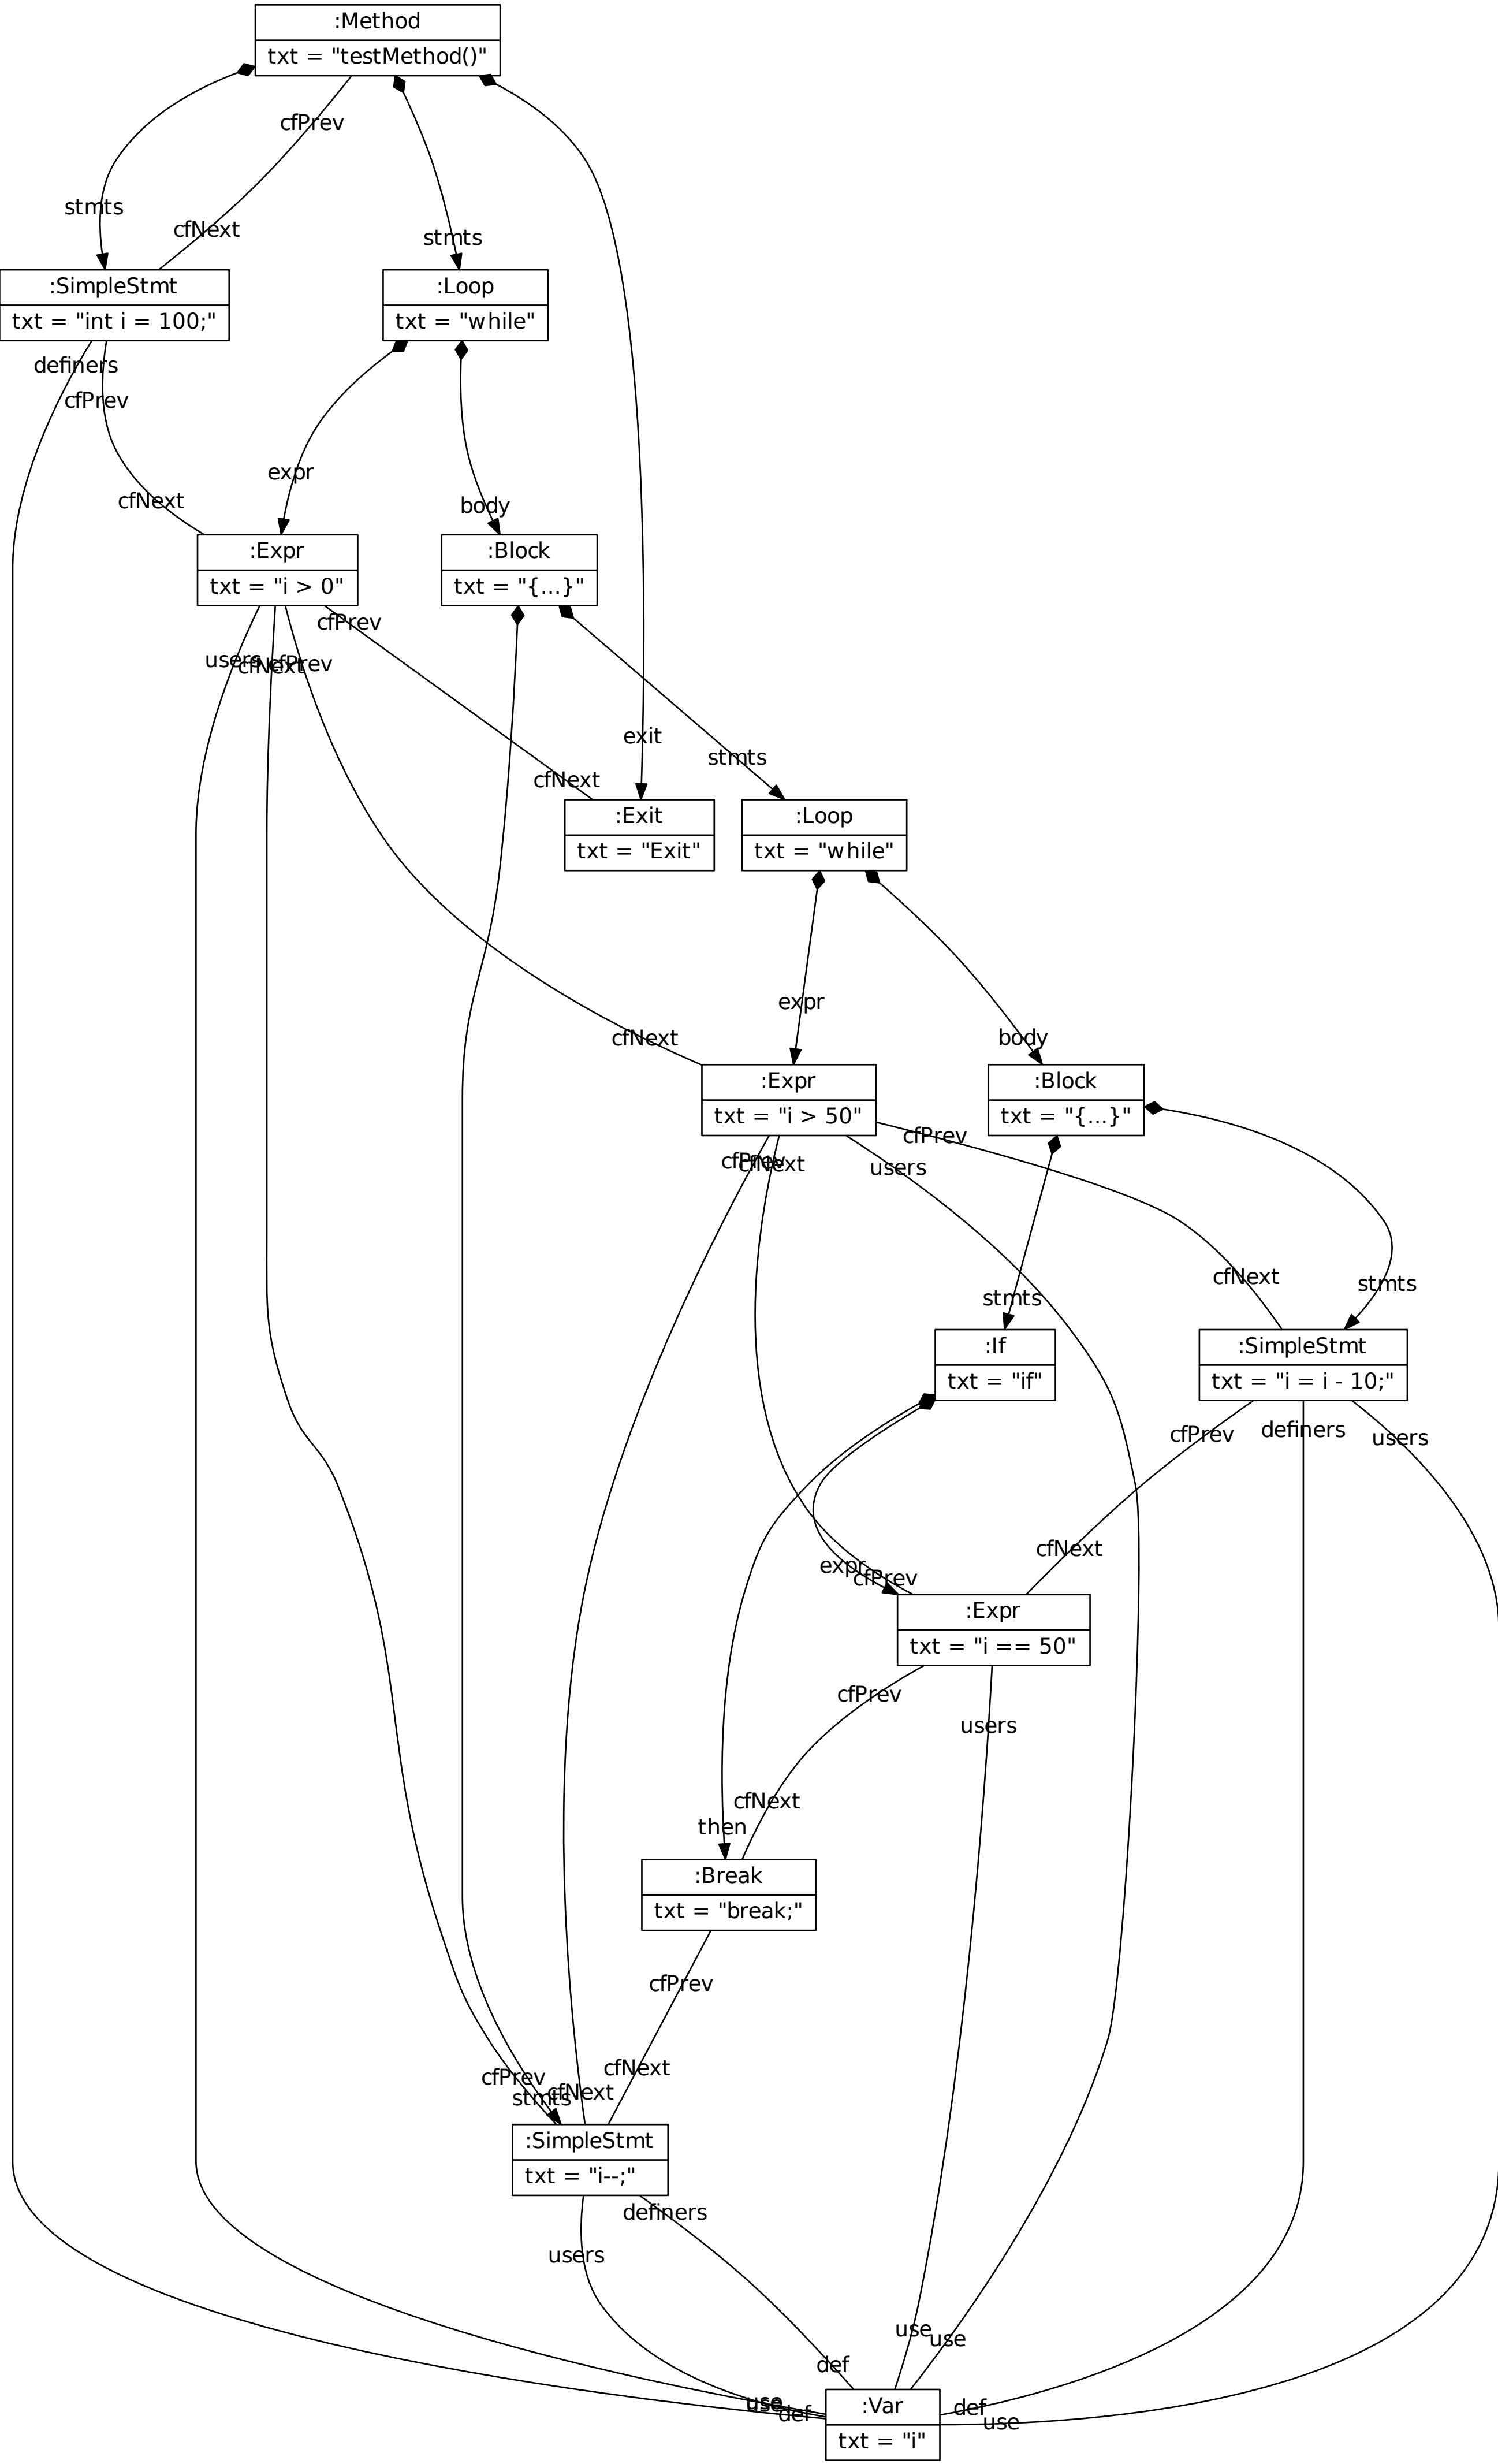 :Method
txt = "testMethod()"
cfPrev
stmts
cfNext
stmts
:SimpleStmt
txt = "int i = 100;"
:Loop
txt = "while"
definers
cfPrev
expr
cfNext
body
:Expr
txt = "i > 0"
:Block
txt = "{...}"
cfPrev
users
cfNext
cfPrev
exit
stmts
cfNext
:Exit
txt = "Exit"
:Loop
txt = "while"
expr
cfNext
body
:Expr
txt = "i > 50"
:Block
txt = "{...}"
cfPrev
cfPrev
cfNext
users
cfNext
stmts
stmts
:If
txt = "if"
:SimpleStmt
txt = "i = i - 10;"
cfPrev
definers
users
cfNext
expr
cfPrev
:Expr
txt = "i == 50"
cfPrev
users
cfNext
then
:Break
txt = "break;"
cfPrev
cfNext
cfPrev
cfNext
stmts
:SimpleStmt
txt = "i--;"
definers
users
use
use
def
use
use
def
def
use
:Var
txt = "i"